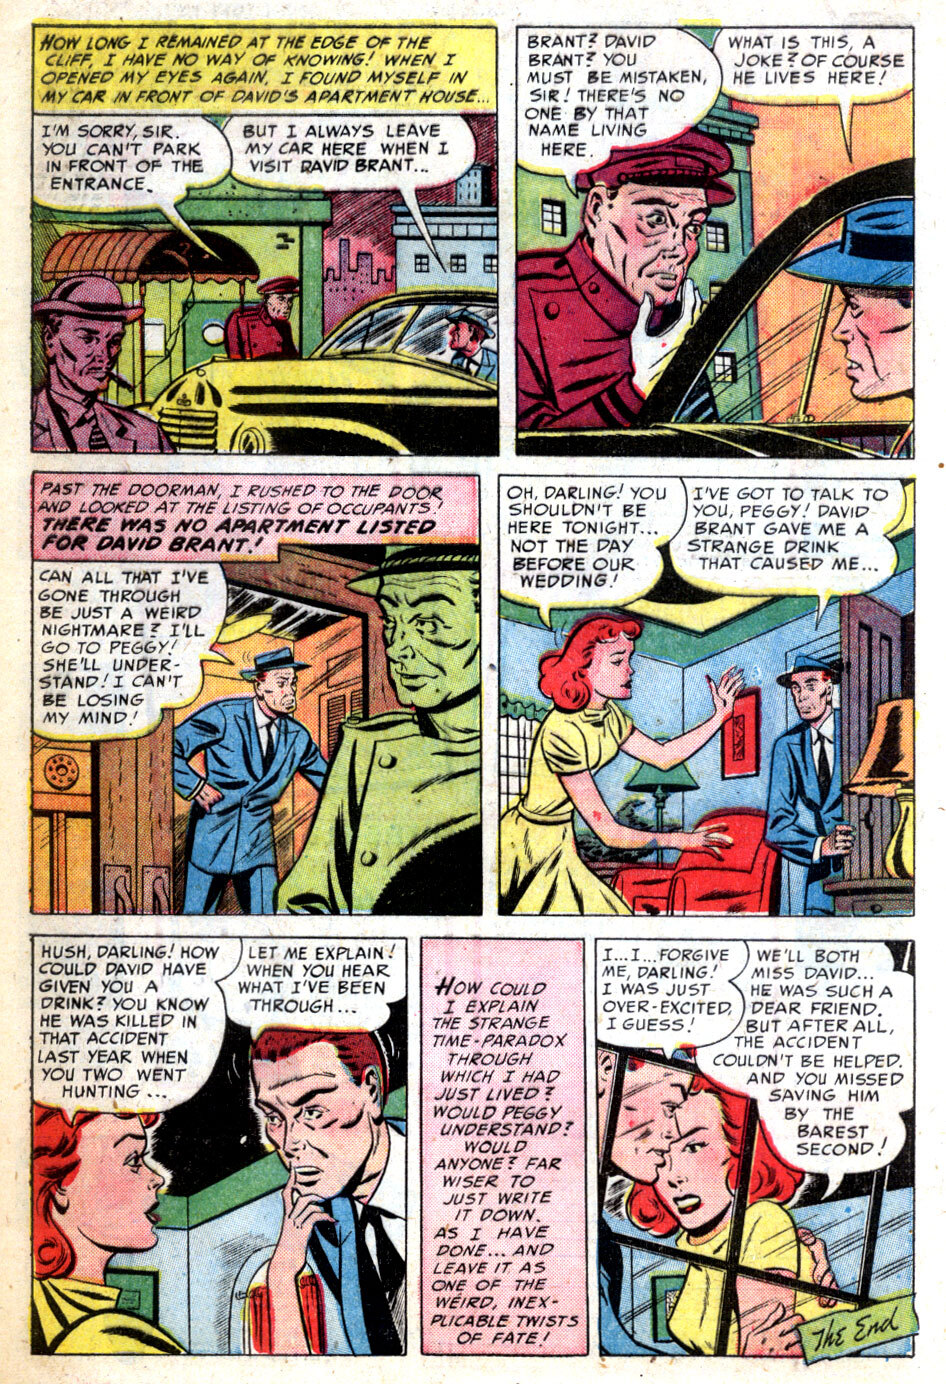 HOW LONG I REMAINED AT THE EDGE OF THE
CLIFF, I HAVE NO WAY OF KNOWING! WHEN I
OPENED MY EYES AGAIN, I FOUND MYSELF IN
MY CAR IN FRONT OF DAVID'S APARTMENT HOUSE...
I'M SORRY, SIR.
YOU CAN'T PARK
IN FRONT OF THE
ENTRANCE.
BUT I ALWAYS LEAVE
MY CAR HERE WHEN I
VISIT DAVID BRANT...
BRANT? DAVID
BRANT? YOU
MUST BE MISTAKEN,
SIR! THERE'S NO
ONE BY THAT
NAME LIVING
HERE.
WHAT IS THIS, A
JOKE? OF COURSE
HE LIVES HERE!
PAST THE DOORMAN, I RUSHED TO THE DOOR
AND LOOKED AT THE LISTING OF OCCUPANTS!
THERE WAS NO APARTMENT LISTED
FOR DAVID BRANT!
CAN ALL THAT I'VE
GONE THROUGH
BE JUST A WEIRD
NIGHTMARE? I'LL
GO TO PEGGY!
SHE'LL UNDER-
STAND! I CAN'T
BE LOSING
MY MIND!
OH, DARLING! YOU
SHOULDN'T BE
HERE TONIGHT...
NOT THE DAY
BEFORE OUR
WEDDING!
I'VE GOT TO TALK TO
YOU, PEGGY! DAVID
BRANT GAVE ME A
STRANGE DRINK
THAT CAUSED ME...
HUSH, DARLING! HOW
COULD DAVID HAVE
GIVEN YOU A
DRINK? YOU KNOW
HE WAS KILLED IN
THAT ACCIDENT
LAST YEAR WHEN
YOU TWO WENT
HUNTING...
LET ME EXPLAIN!
WHEN YOU HEAR
WHAT I'VE BEEN
THROUGH...
HOW COULD
I EXPLAIN
THE STRANGE
TIME-PARADOX
THROUGH
WHICH I HAD
JUST LIVED?
WOULD PEGGY
UNDERSTAND?
WOULD
ANYONE? FAR
WISER TO
JUST WRITE
IT DOWN.
AS I HAVE
DONE... AND
LEAVE IT AS
ONE OF THE
WEIRD, INEX-
PLICABLE TWISTS
OF FATE!
I...I...FORGIVE
ME, DARLING!
I WAS JUST
OVER-EXCITED,
I GUESS!
WE'LL BOTH
MISS DAVID...
HE WAS SUCH A
DEAR FRIEND.
BUT AFTER ALL,
THE ACCIDENT
COULDN'T BE HELPED.
AND YOU MISSED
SAVING HIM
BY THE
BAREST
SECOND!
The End